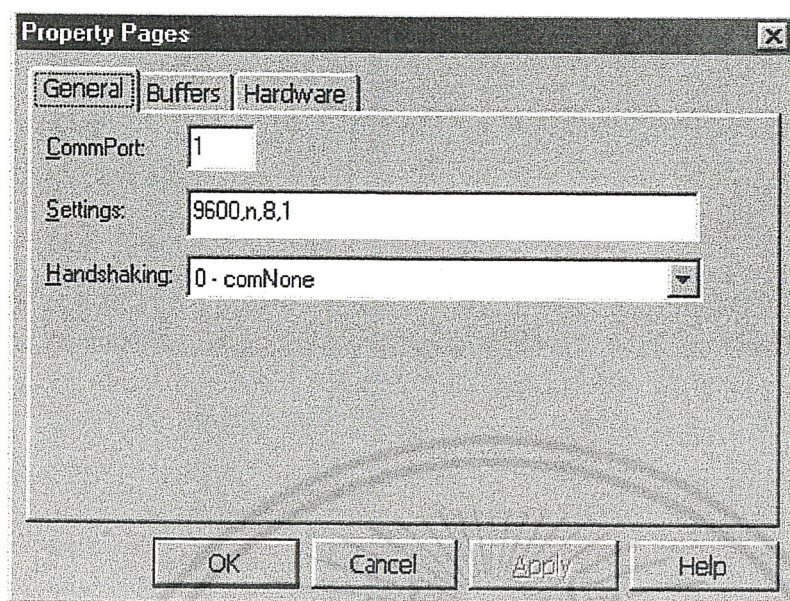 Property Pages
General Buffers Hardware
CommPort: 1
Settings: 9600,n,8,1
Handshaking: 0 - comNone
OK Cancel Apply Help